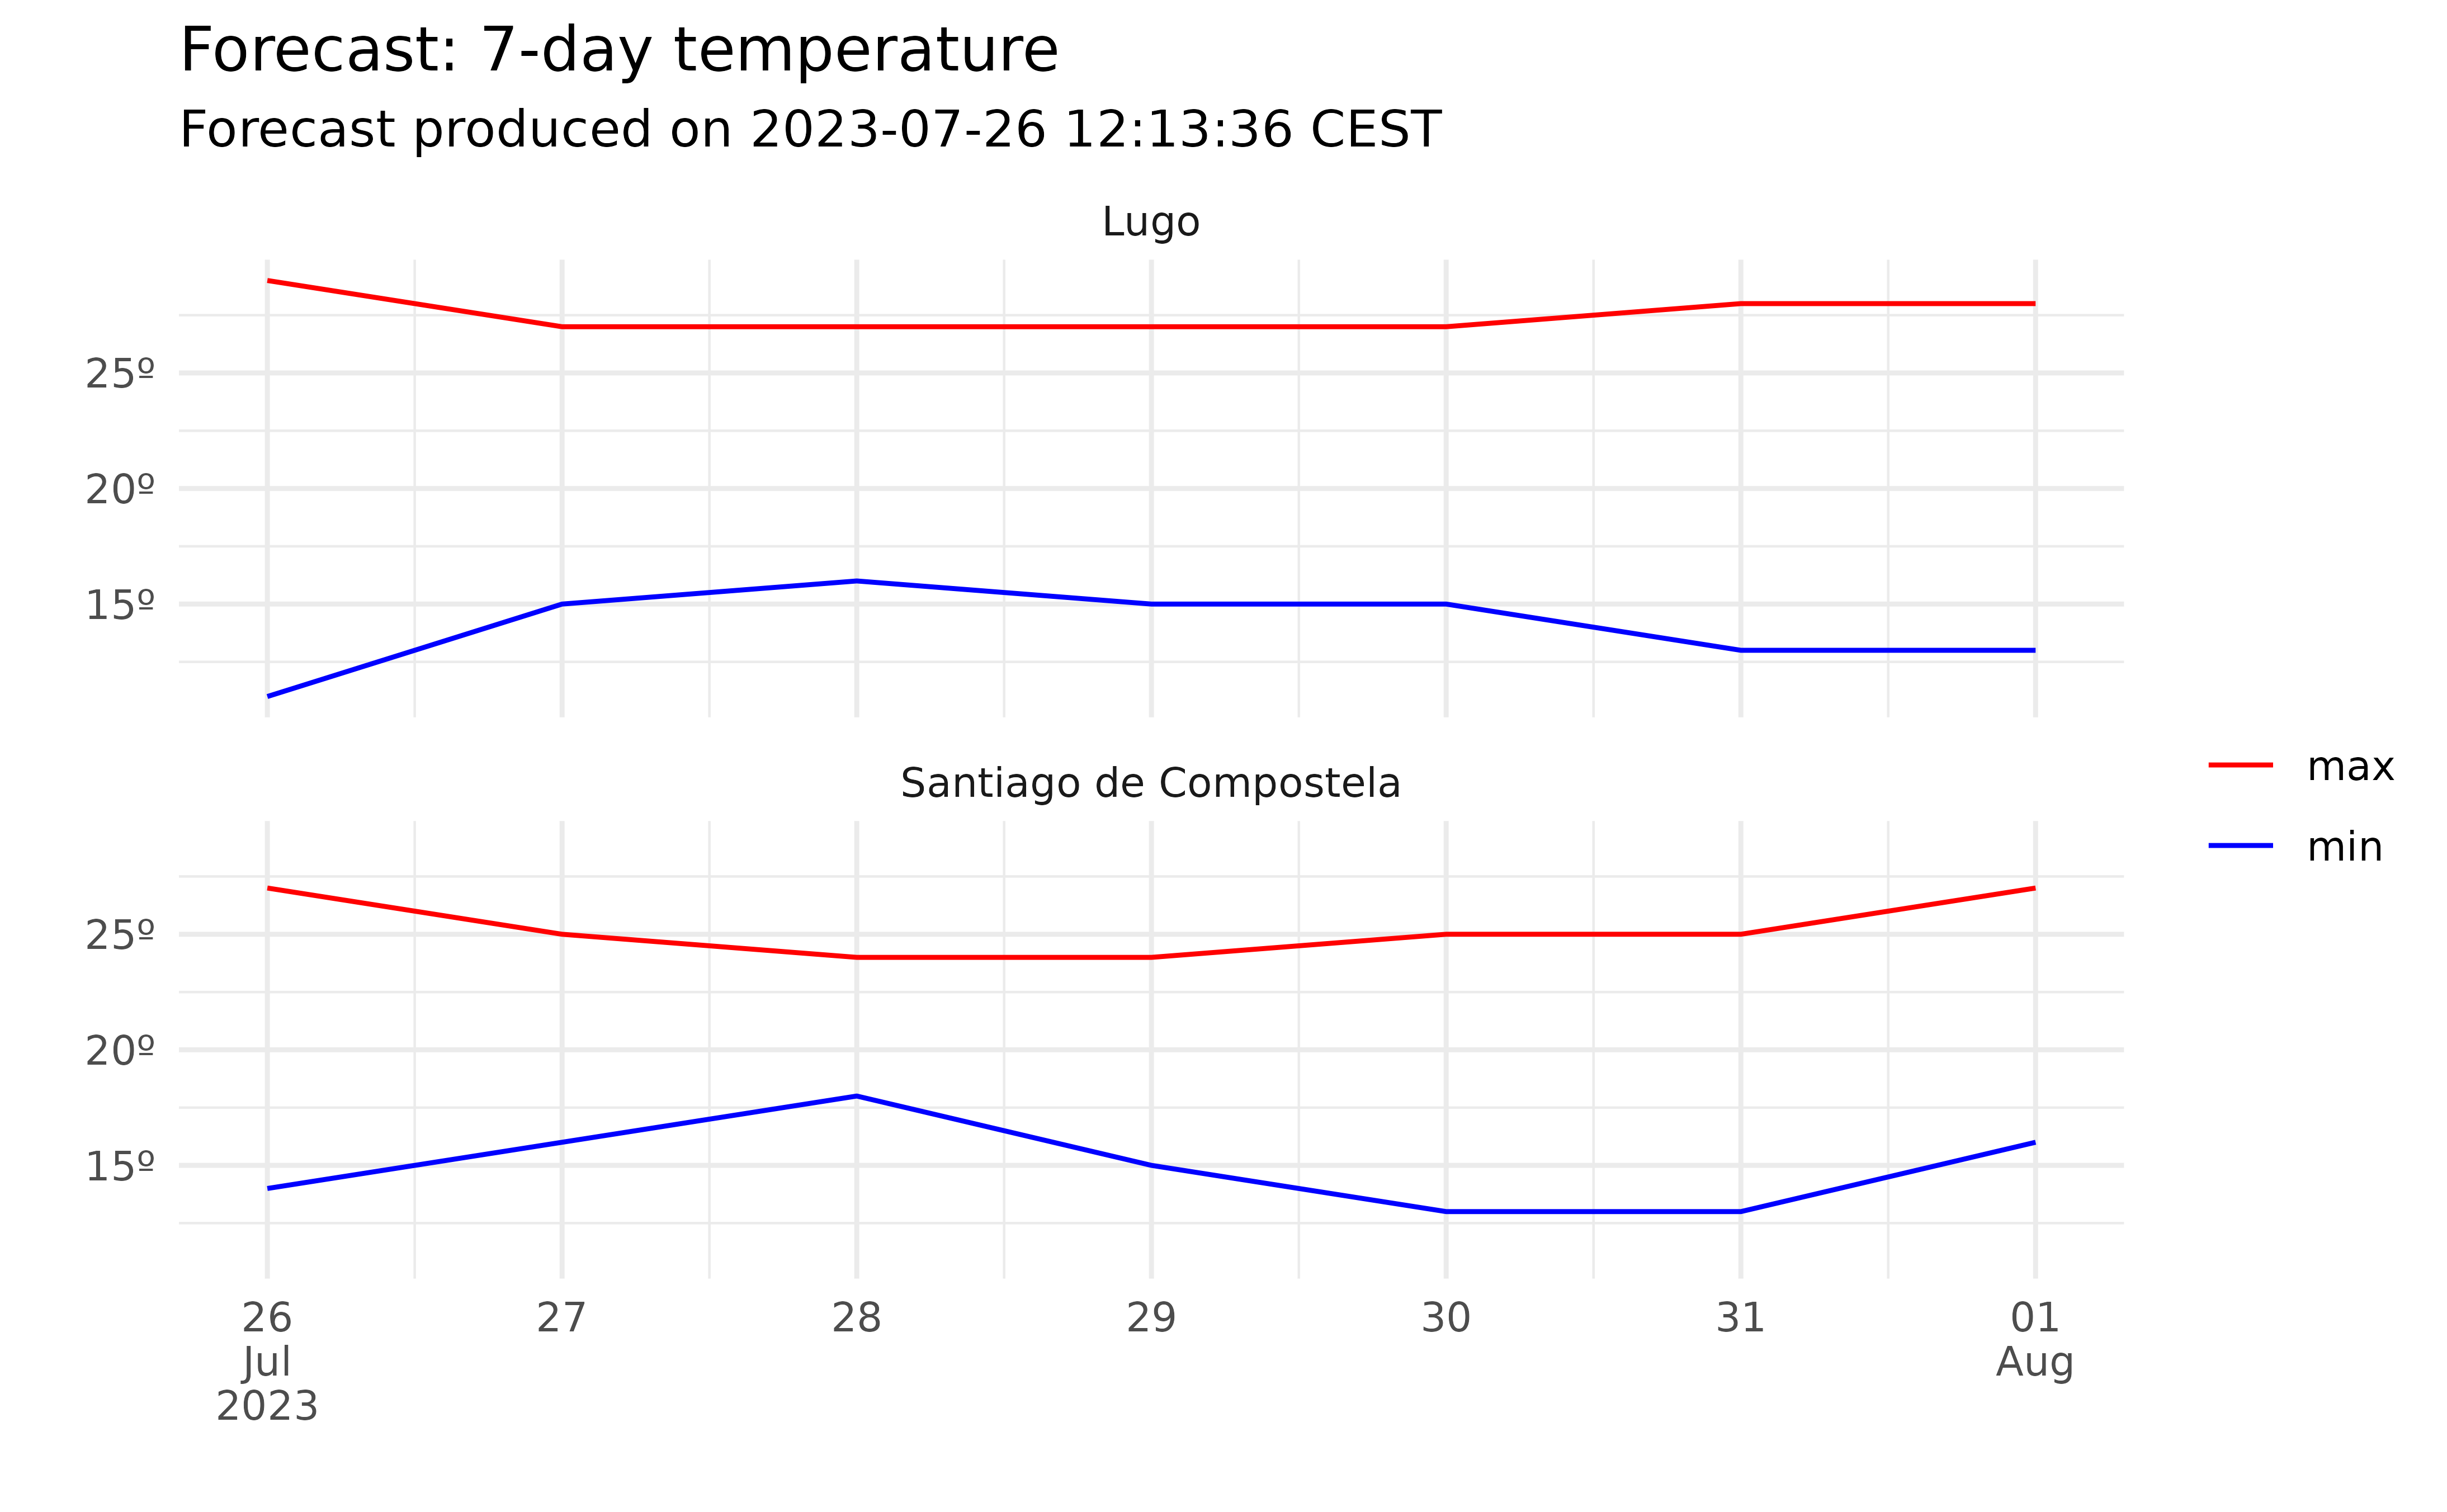 Forecast: 7-day temperature
Forecast produced on 2023-07-26 12:13:36 CEST
Lugo
25º
20º
15º
Santiago de Compostela
25º
20º
15º
max
min
26 27 28 29 30 31 01
Jul Aug
2023